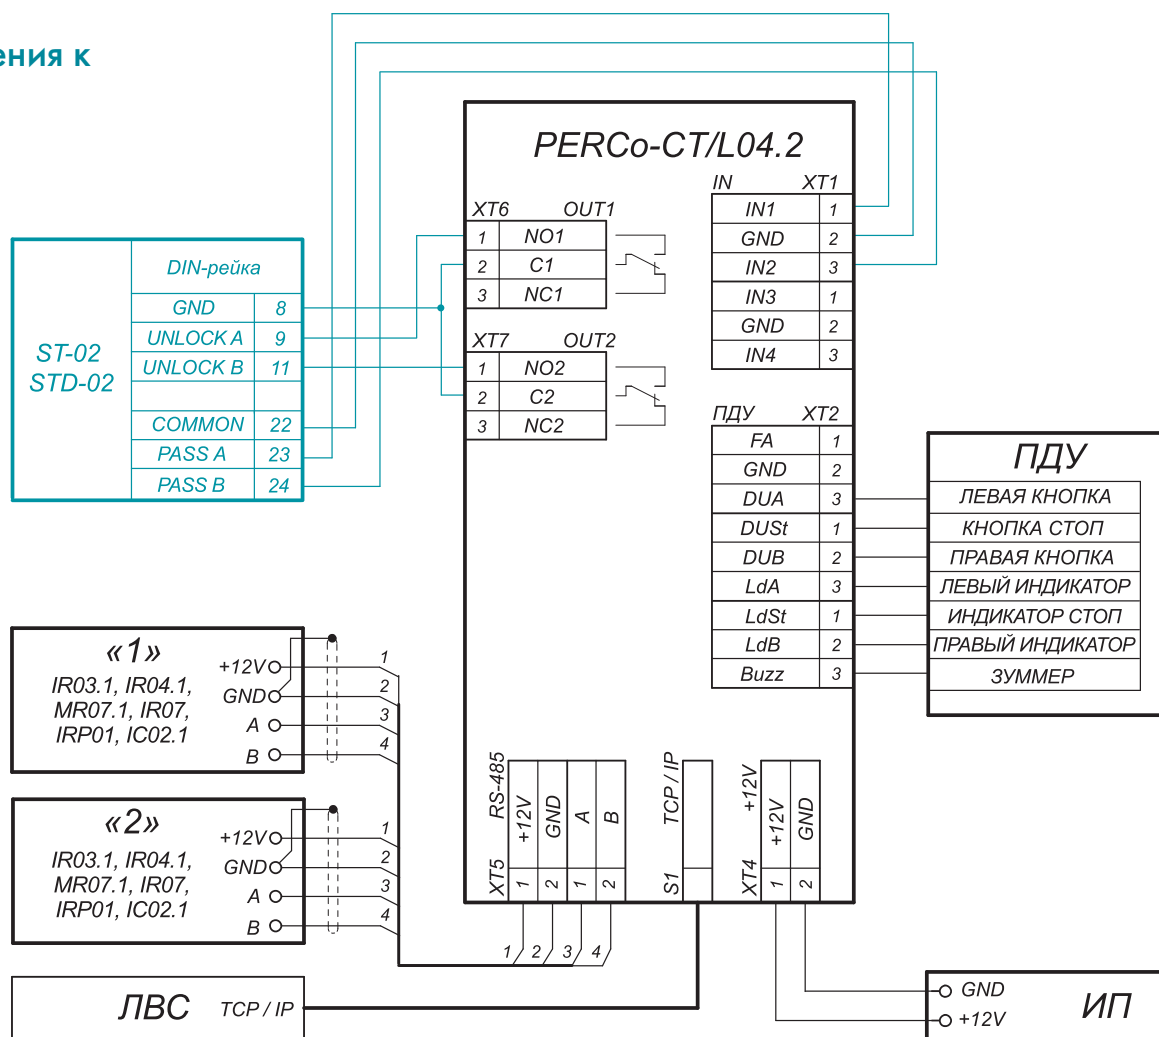 ения к
PERCo-CT/L04.2
IN XT1
IN1 1
GND 2
IN2 3
IN3 1
GND 2
IN4 3
XT6 OUT1
1 NO1
2 C1
3 NC1
XT7 OUT2
1 NO2
2 C2
3 NC2
ST-02
STD-02
DIN-рейка
GND 8
UNLOCK A 9
UNLOCK B 11
COMMON 22
PASS A 23
PASS B 24
ПДУ XT2
FA 1
GND 2
DUA 3
DUSt 1
DUB 2
LdA 3
LdSt 1
LdB 2
Buzz 3
ПДУ
ЛЕВАЯ КНОПКА
КНОПКА СТОП
ПРАВАЯ КНОПКА
ЛЕВЫЙ ИНДИКАТОР
ИНДИКАТОР СТОП
ПРАВЫЙ ИНДИКАТОР
ЗУММЕР
«1»
IR03.1, IR04.1,
MR07.1, IR07,
IRP01, IC02.1
+12V 1
GND 2
A 3
B 4
«2»
IR03.1, IR04.1,
MR07.1, IR07,
IRP01, IC02.1
+12V 1
GND 2
A 3
B 4
XT5 RS-485
1 +12V
2 GND
1 A
2 B
S1 TCP / IP
XT4 +12V
1 +12V
2 GND
1 2 3 4
ЛВС TCP / IP
GND
+12V
ИП